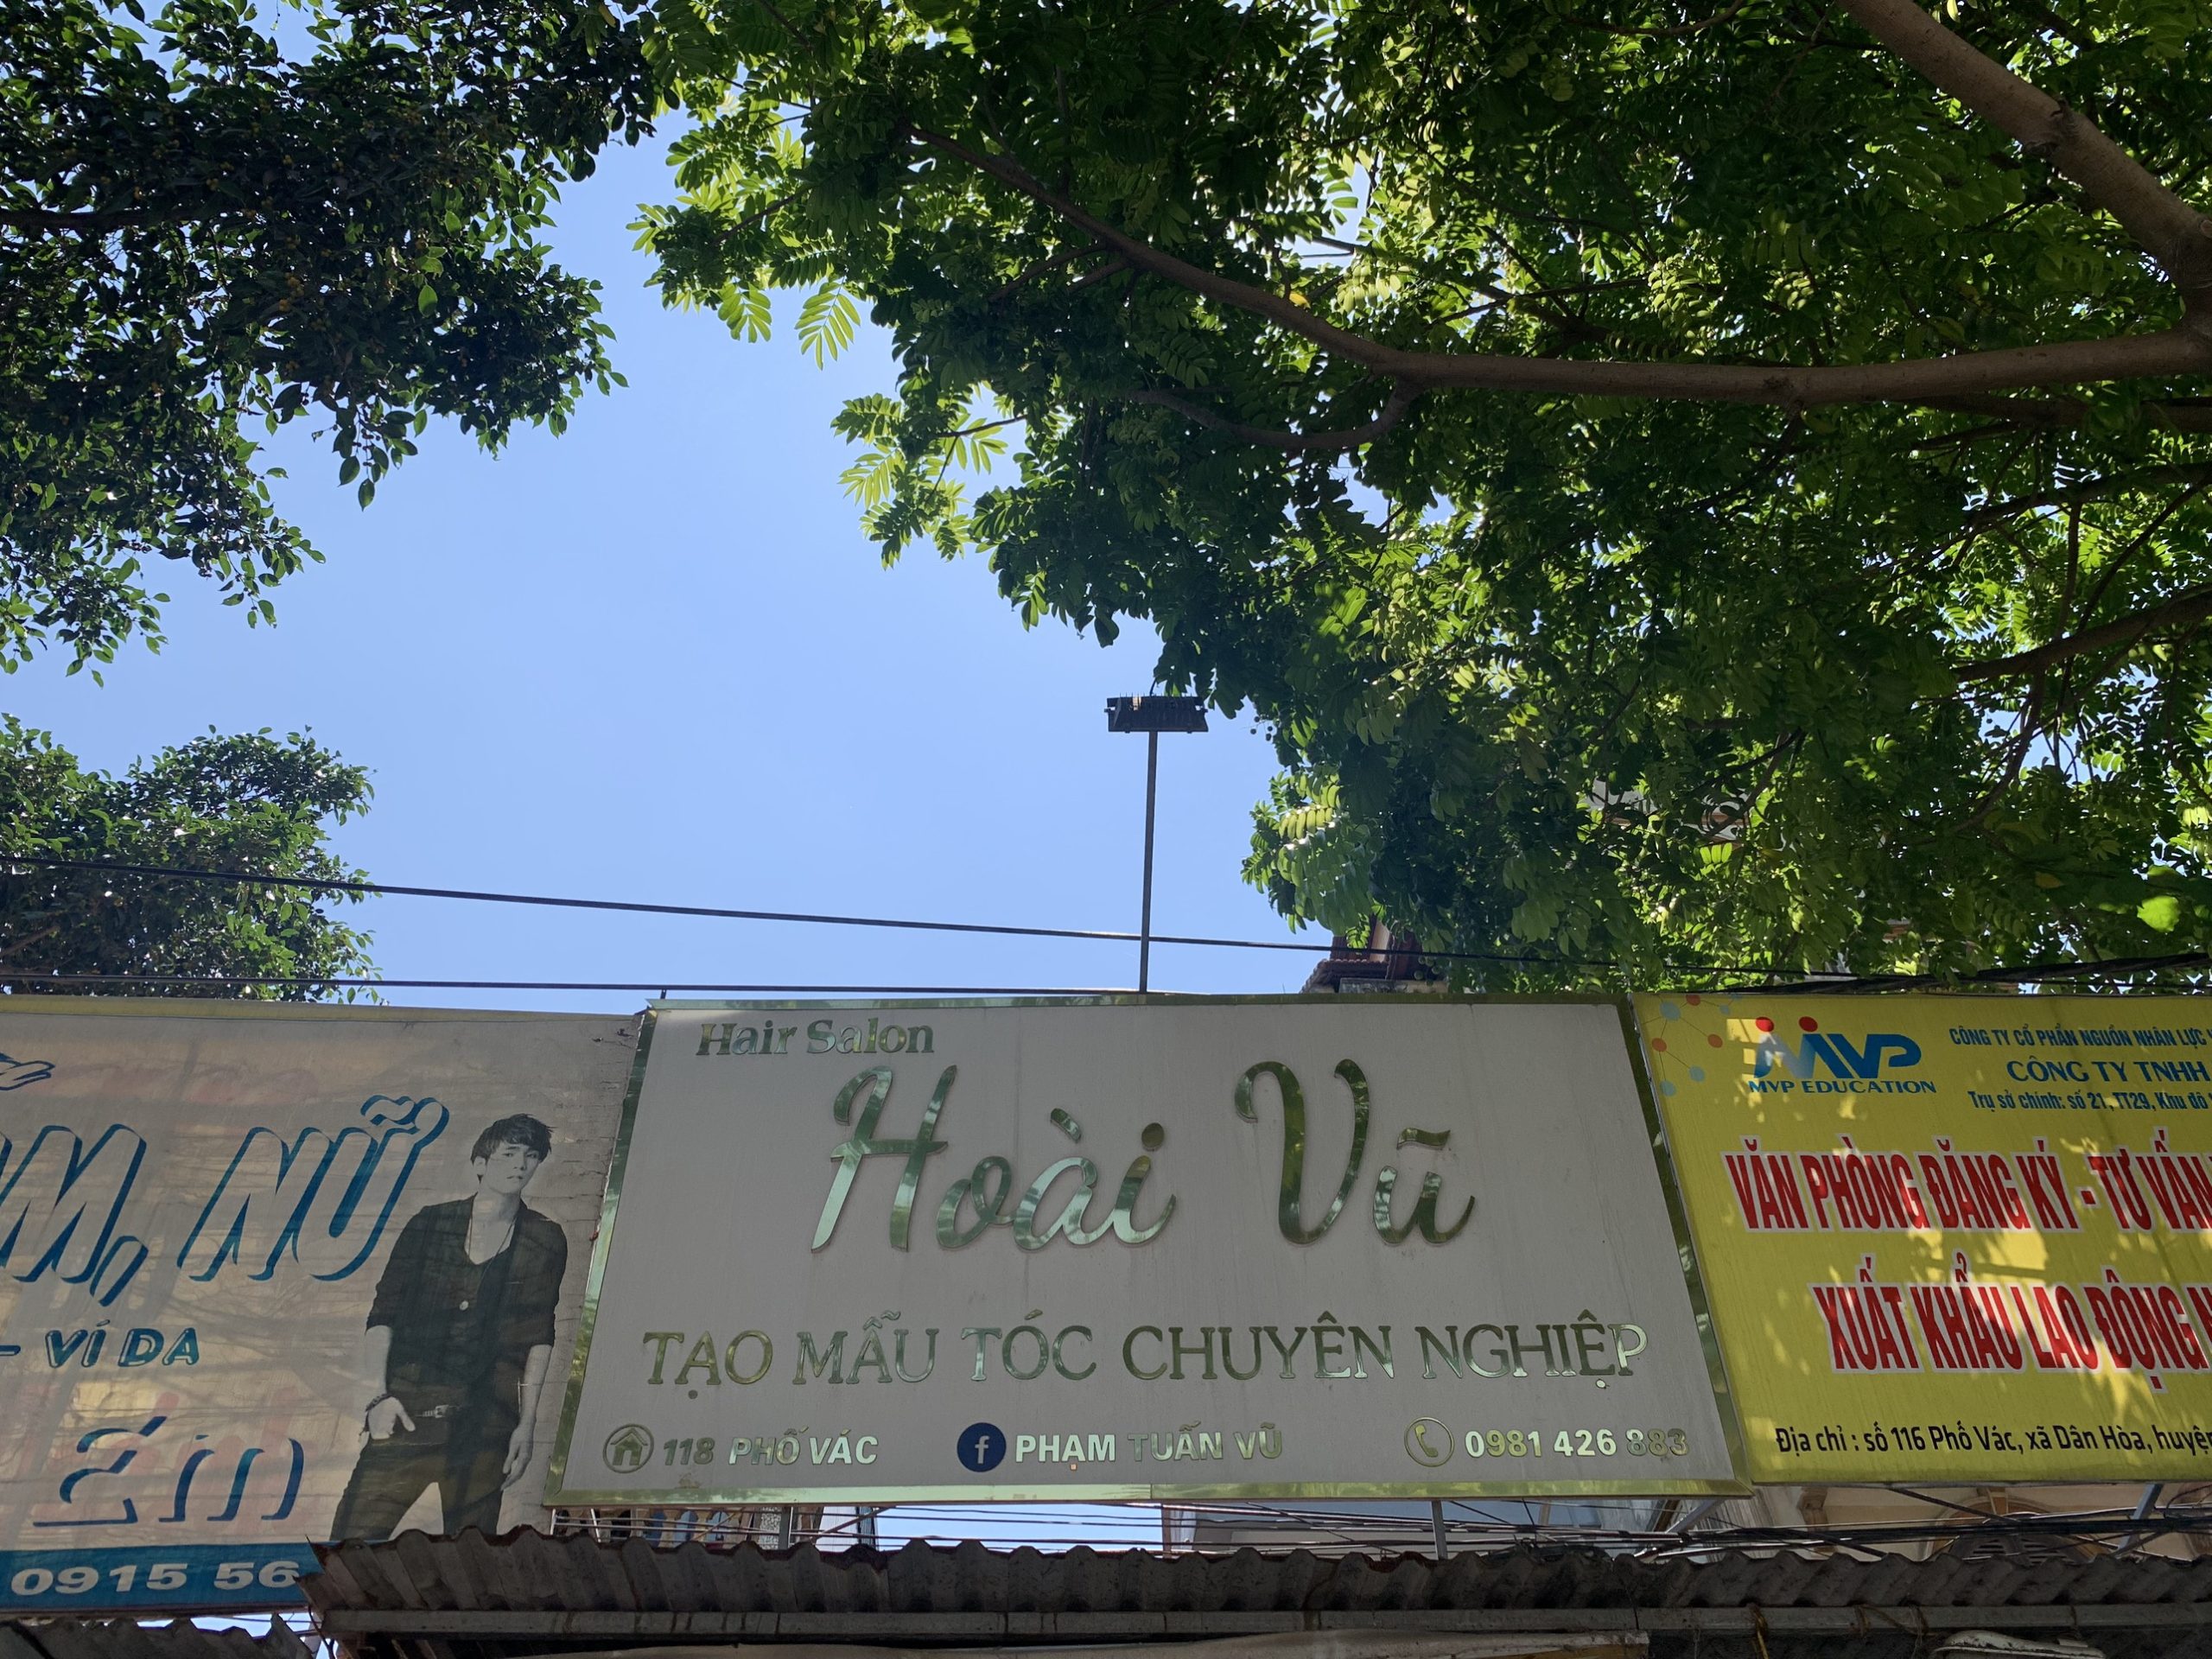 NỮ
- VÍ DA
0915 56
Hair Salon
Hoài Vũ
TẠO MẪU TÓC CHUYÊN NGHIỆP
118 PHỐ VÁC
PHẠM TUẤN VŨ
0981 426 883
MVP
MVP EDUCATION
CÔNG TY CỔ PHẦN NGUỒN NHÂN LỰC
CÔNG TY TNHH
Trụ sở chính: số 21, TT29, Khu đô
VĂN PHÒNG ĐĂNG KÝ - TƯ VẤN
XUẤT KHẨU LAO ĐỘNG
Địa chỉ : số 116 Phố Vác, xã Dân Hòa, huyện